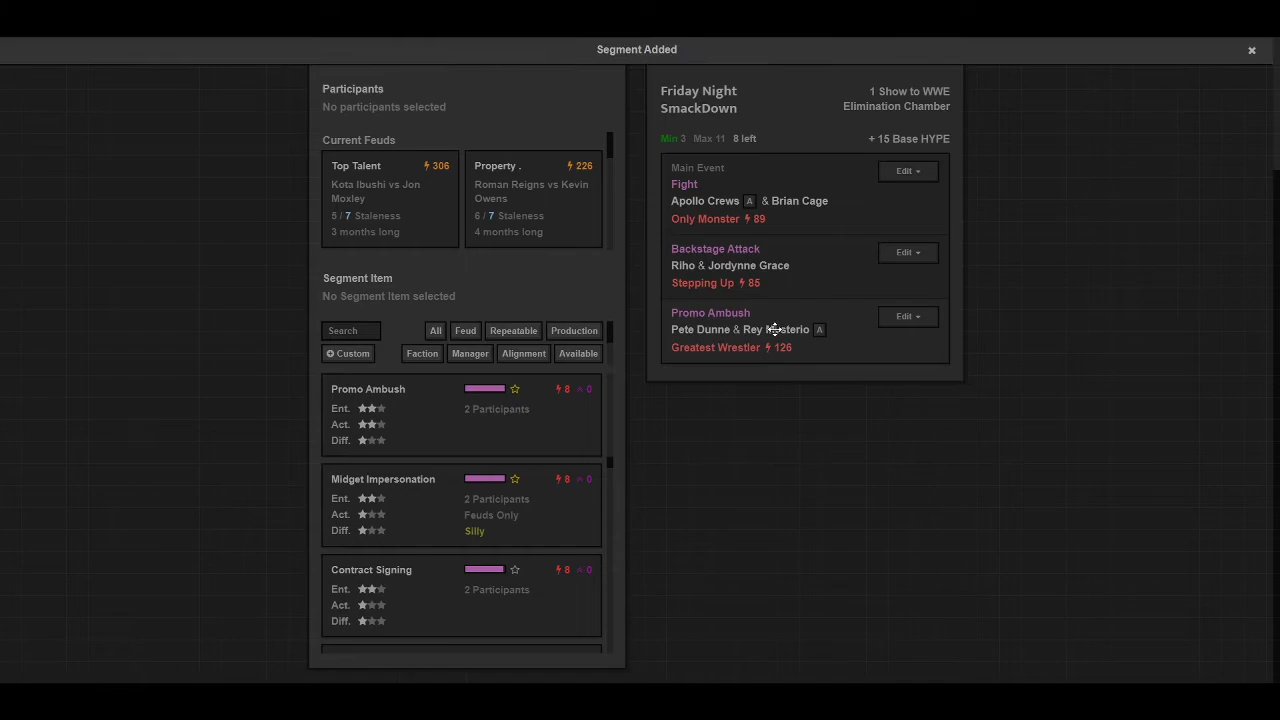 Segment Added
Participants
No participants selected
Current Feuds
Top Talent 306
Kota Ibushi vs Jon
Moxley
5 / 7 Staleness
3 months long
Property . 226
Roman Reigns vs Kevin
Owens
6 / 7 Staleness
4 months long
Segment Item
No Segment Item selected
Search All Feud Repeatable Production
Custom Faction Manager Alignment Available
Promo Ambush 8 0
Ent. 2 Participants
Act.
Diff.
Midget Impersonation 8 0
Ent. 2 Participants
Act. Feuds Only
Diff. Silly
Contract Signing 8 0
Ent. 2 Participants
Act.
Diff.
Friday Night
SmackDown
1 Show to WWE
Elimination Chamber
Min 3 Max 11 8 left + 15 Base HYPE
Main Event
Fight
Apollo Crews A & Brian Cage
Only Monster 89
Edit
Backstage Attack
Riho & Jordynne Grace
Stepping Up 85
Edit
Promo Ambush
Pete Dunne & Rey Mysterio A
Greatest Wrestler 126
Edit